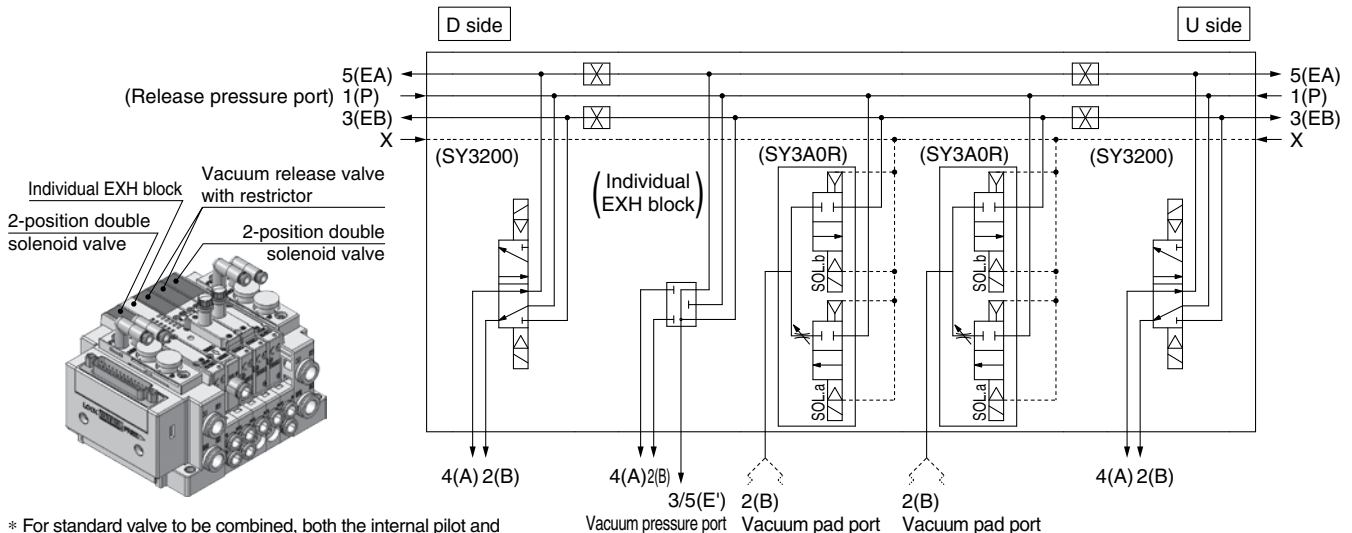 D side
U side
5(EA)
(Release pressure port) 1(P)
3(EB)
X
5(EA)
1(P)
3(EB)
X
(SY3200)
(Individual
EXH block)
(SY3A0R)
(SY3A0R)
(SY3200)
Individual EXH block
2-position double
solenoid valve
Vacuum release valve
with restrictor
2-position double
solenoid valve
SOL.b
SOL.b
SOL.a
SOL.a
4(A) 2(B)
4(A) 2(B)
3/5(E')
Vacuum pressure port
2(B)
Vacuum pad port
2(B)
Vacuum pad port
4(A) 2(B)
* For standard valve to be combined, both the internal pilot and